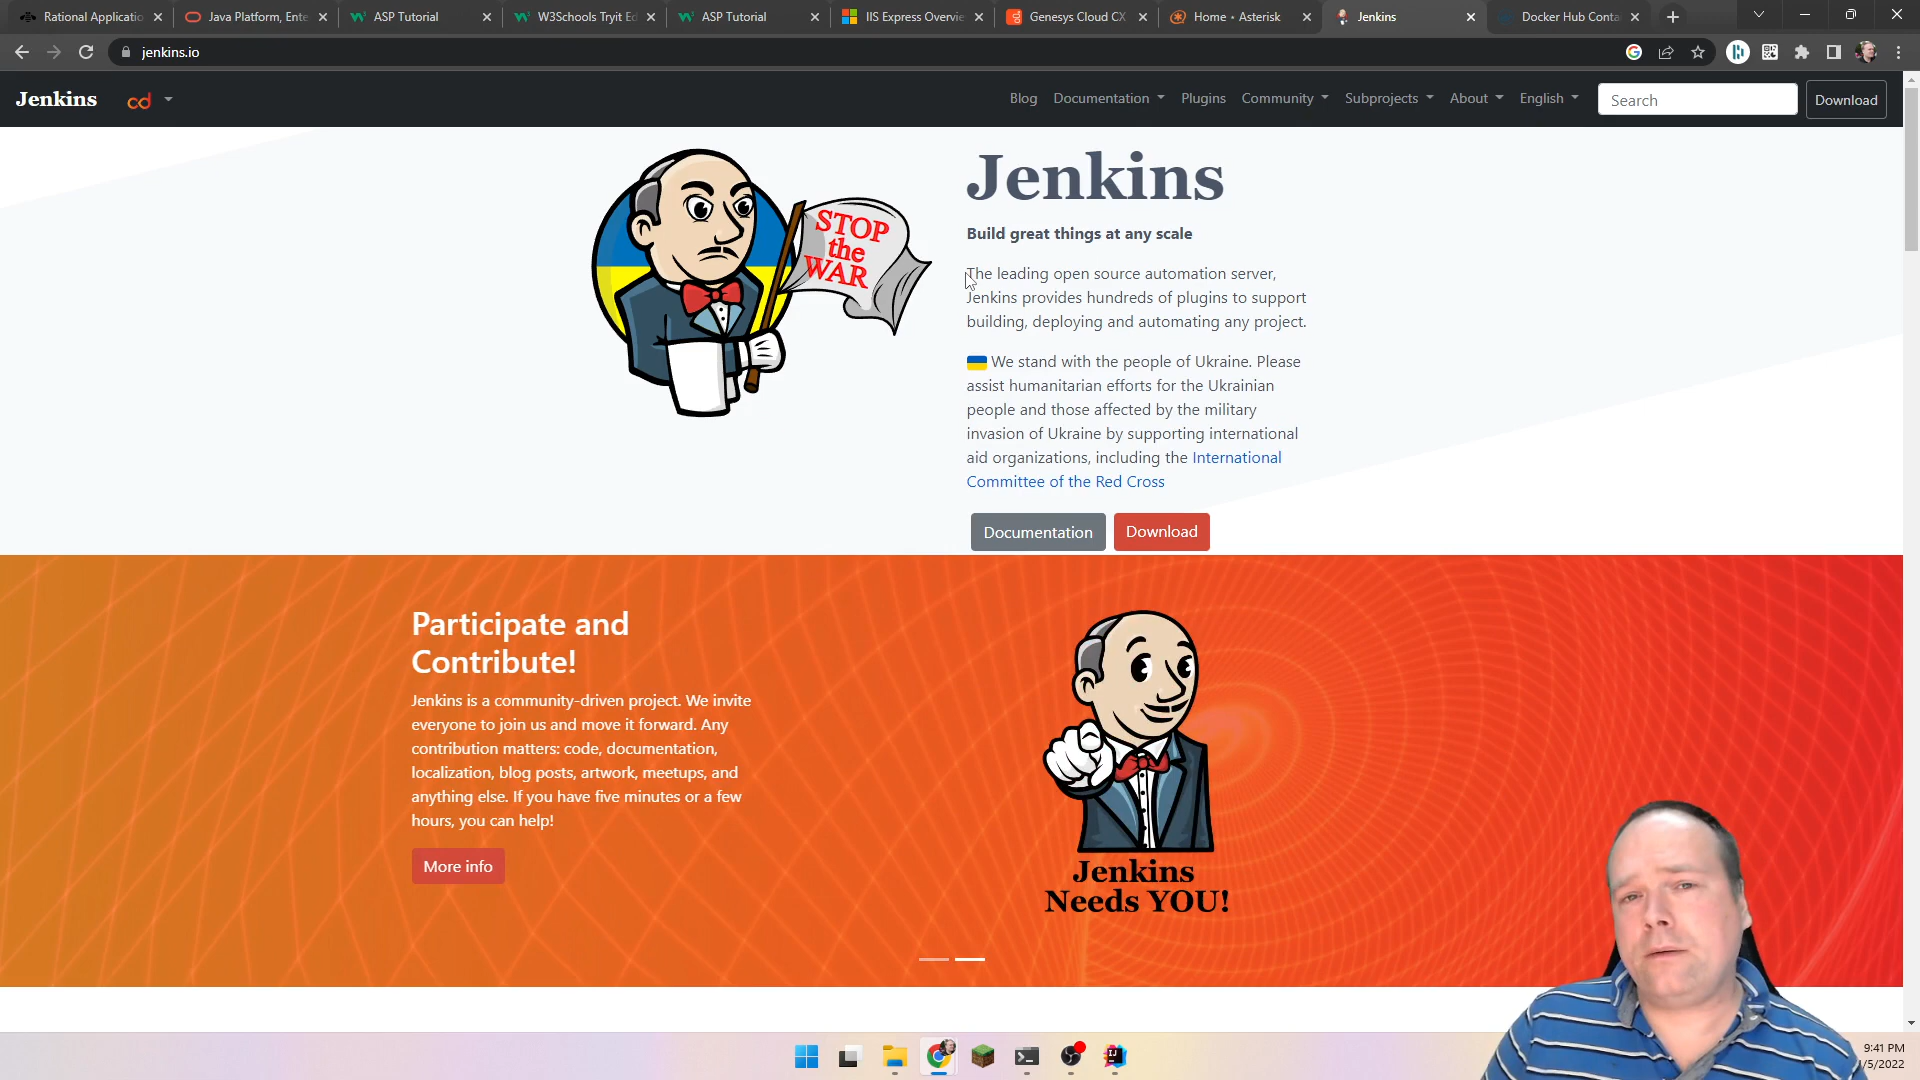 Rational Applicatio
Java Platform, Ente
ASP Tutorial
W3Schools Tryit Ed
ASP Tutorial
IIS Express Overvie
Genesys Cloud CX
Home • Asterisk
Jenkins
Docker Hub Conta
jenkins.io
Jenkins
cd
Blog
Documentation
Plugins
Community
Subprojects
About
English
Search
Download
STOP
the
WAR
Jenkins
Build great things at any scale
The leading open source automation server,
Jenkins provides hundreds of plugins to support
building, deploying and automating any project.
We stand with the people of Ukraine. Please
assist humanitarian efforts for the Ukrainian
people and those affected by the military
invasion of Ukraine by supporting international
aid organizations, including the International
Committee of the Red Cross
Documentation
Download
Participate and
Contribute!
Jenkins is a community-driven project. We invite
everyone to join us and move it forward. Any
contribution matters: code, documentation,
localization, blog posts, artwork, meetups, and
anything else. If you have five minutes or a few
hours, you can help!
More info
Jenkins
Needs YOU!
9:41 PM
/5/2022